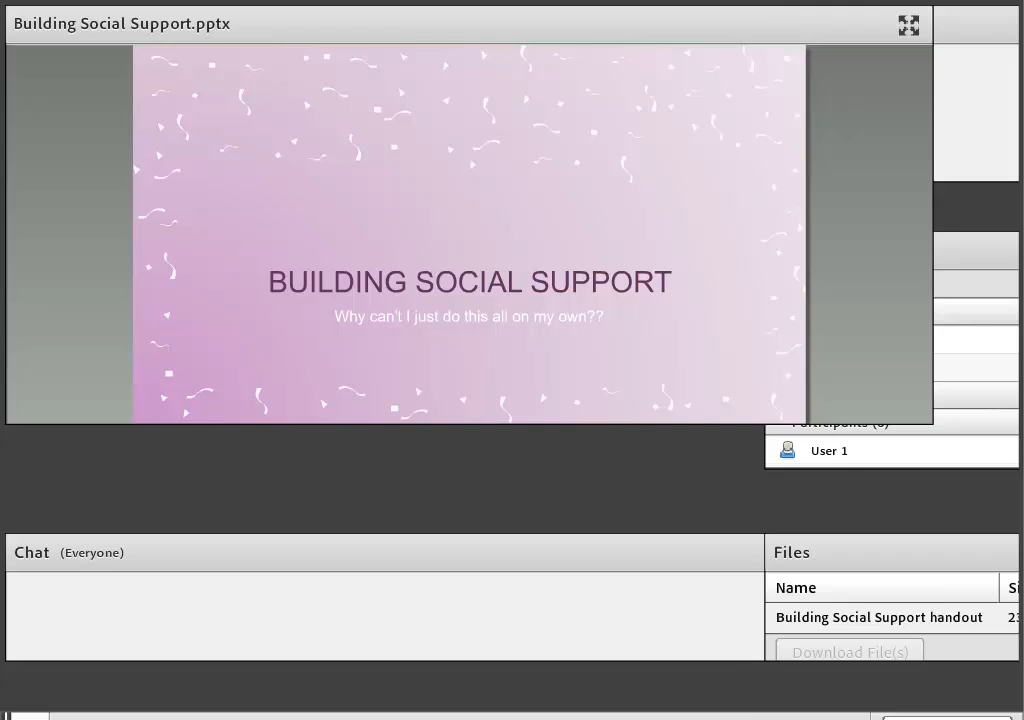 Building Social Support.pptx
BUILDING SOCIAL SUPPORT
Why can't I just do this all on my own??
Participants
User 1
Chat (Everyone)
Files
Name
Building Social Support handout
Download File(s)